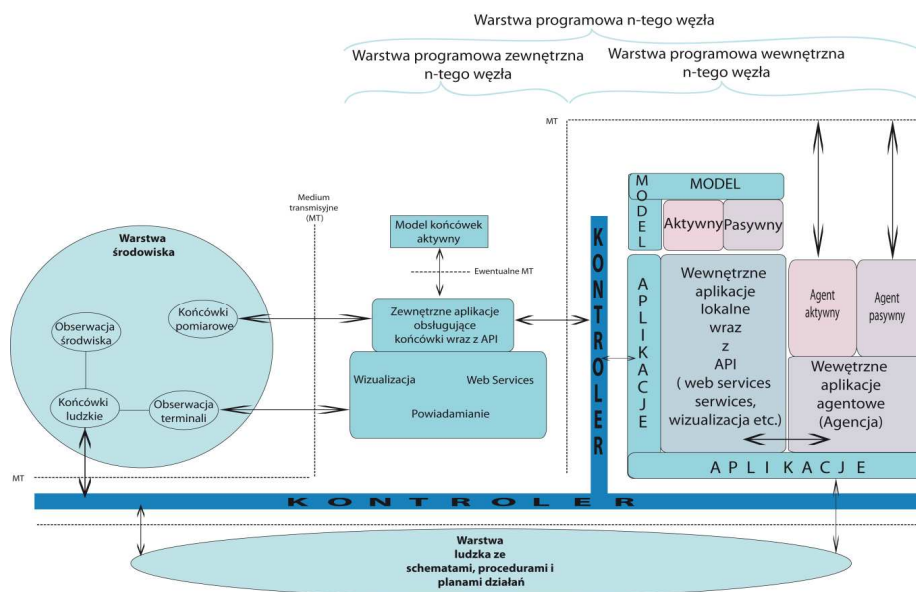 Warstwa programowa n-tego węzła
Warstwa programowa zewnętrzna
n-tego węzła
Warstwa programowa wewnętrzna
n-tego węzła
MT
Medium
transmisyjne
(MT)
Warstwa
środowiska
Końcówki
pomiarowe
Obserwacja
środwiska
Końcówki
ludzkie
Obserwacja
terminali
MT
Model końcówek
aktywny
Ewentualne MT
Zewnętrzne aplikacje
obsługujące
końcówki wraz z API
Wizualizacja
Web Services
Powiadamianie
KONTROLER
MODEL
MODEL
Aktywny
Pasywny
APLIKACJE
Wewnętrzne
aplikacje
lokalne
wraz
z
API
( web services
serwices,
wizualizacja etc.)
Agent
aktywny
Agent
pasywny
Wewętrzne
aplikacje
agentowe
(Agencja)
APLIKACJE
KONTROLER
Warstwa
ludzka ze
schematami, procedurami i
planami działań